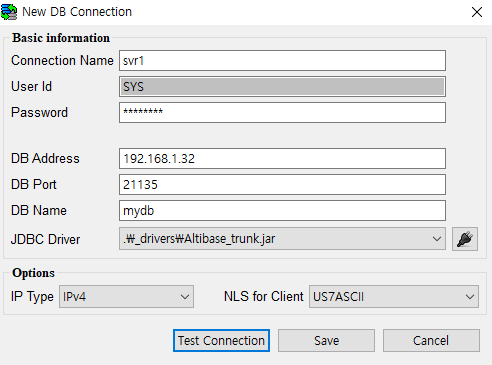 New DB Connection
Basic information
Connection Name svr1
User Id SYS
Password ********
DB Address 192.168.1.32
DB Port 21135
DB Name mydb
JDBC Driver .₩_drivers₩Altibase_trunk.jar
Options
IP Type IPv4 NLS for Client US7ASCII
Test Connection Save Cancel